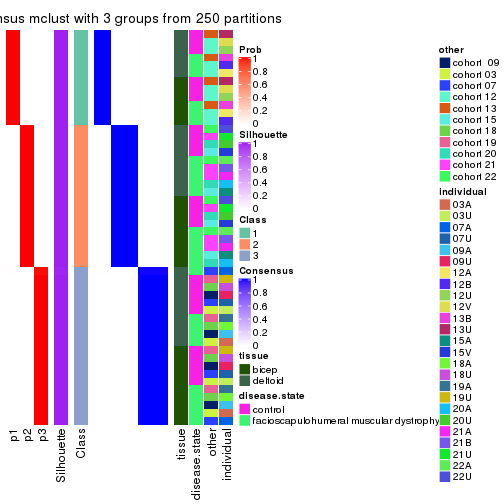 nsus mclust with 3 groups from 250 partitions
p1
p2
p3
Silhouette
Class
tissue
disease.state
other
individual
Prob
1
0.8
0.6
0.4
0.2
0
Silhouette
1
0.8
0.6
0.4
0.2
0
Class
1
2
3
Consensus
1
0.8
0.6
0.4
0.2
0
tissue
bicep
deltoid
disease.state
control
facioscapulohumeral muscular dystrophy
other
cohort 09
cohort 03
cohort 07
cohort 12
cohort 13
cohort 15
cohort 18
cohort 19
cohort 20
cohort 21
cohort 22
individual
03A
03U
07A
07U
09A
09U
12A
12B
12U
12V
13B
13U
15A
15V
18A
18U
19A
19U
20A
20U
21A
21B
21U
22A
22U